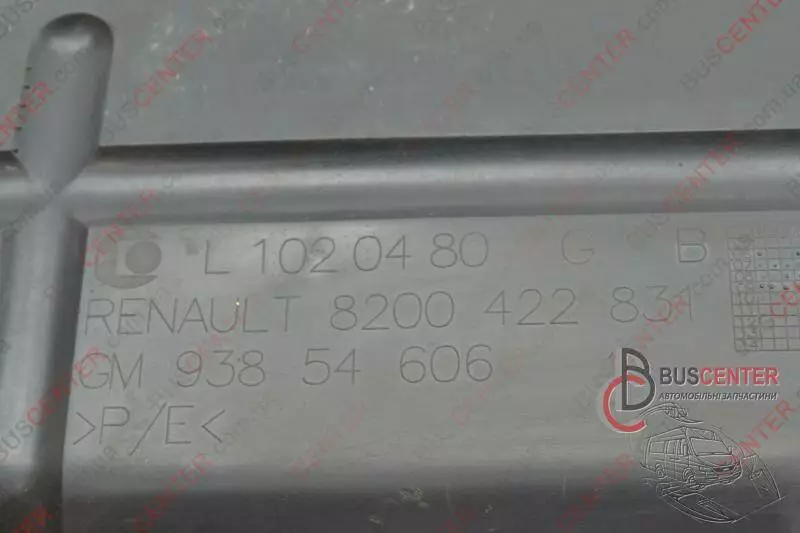 L 102 04 80 G B
RENAULT 8200 422 831
GM 938 54 606
>P/E<
BUSCENTER
АВТОМОБІЛЬНІ ЗАПЧАСТИНИ